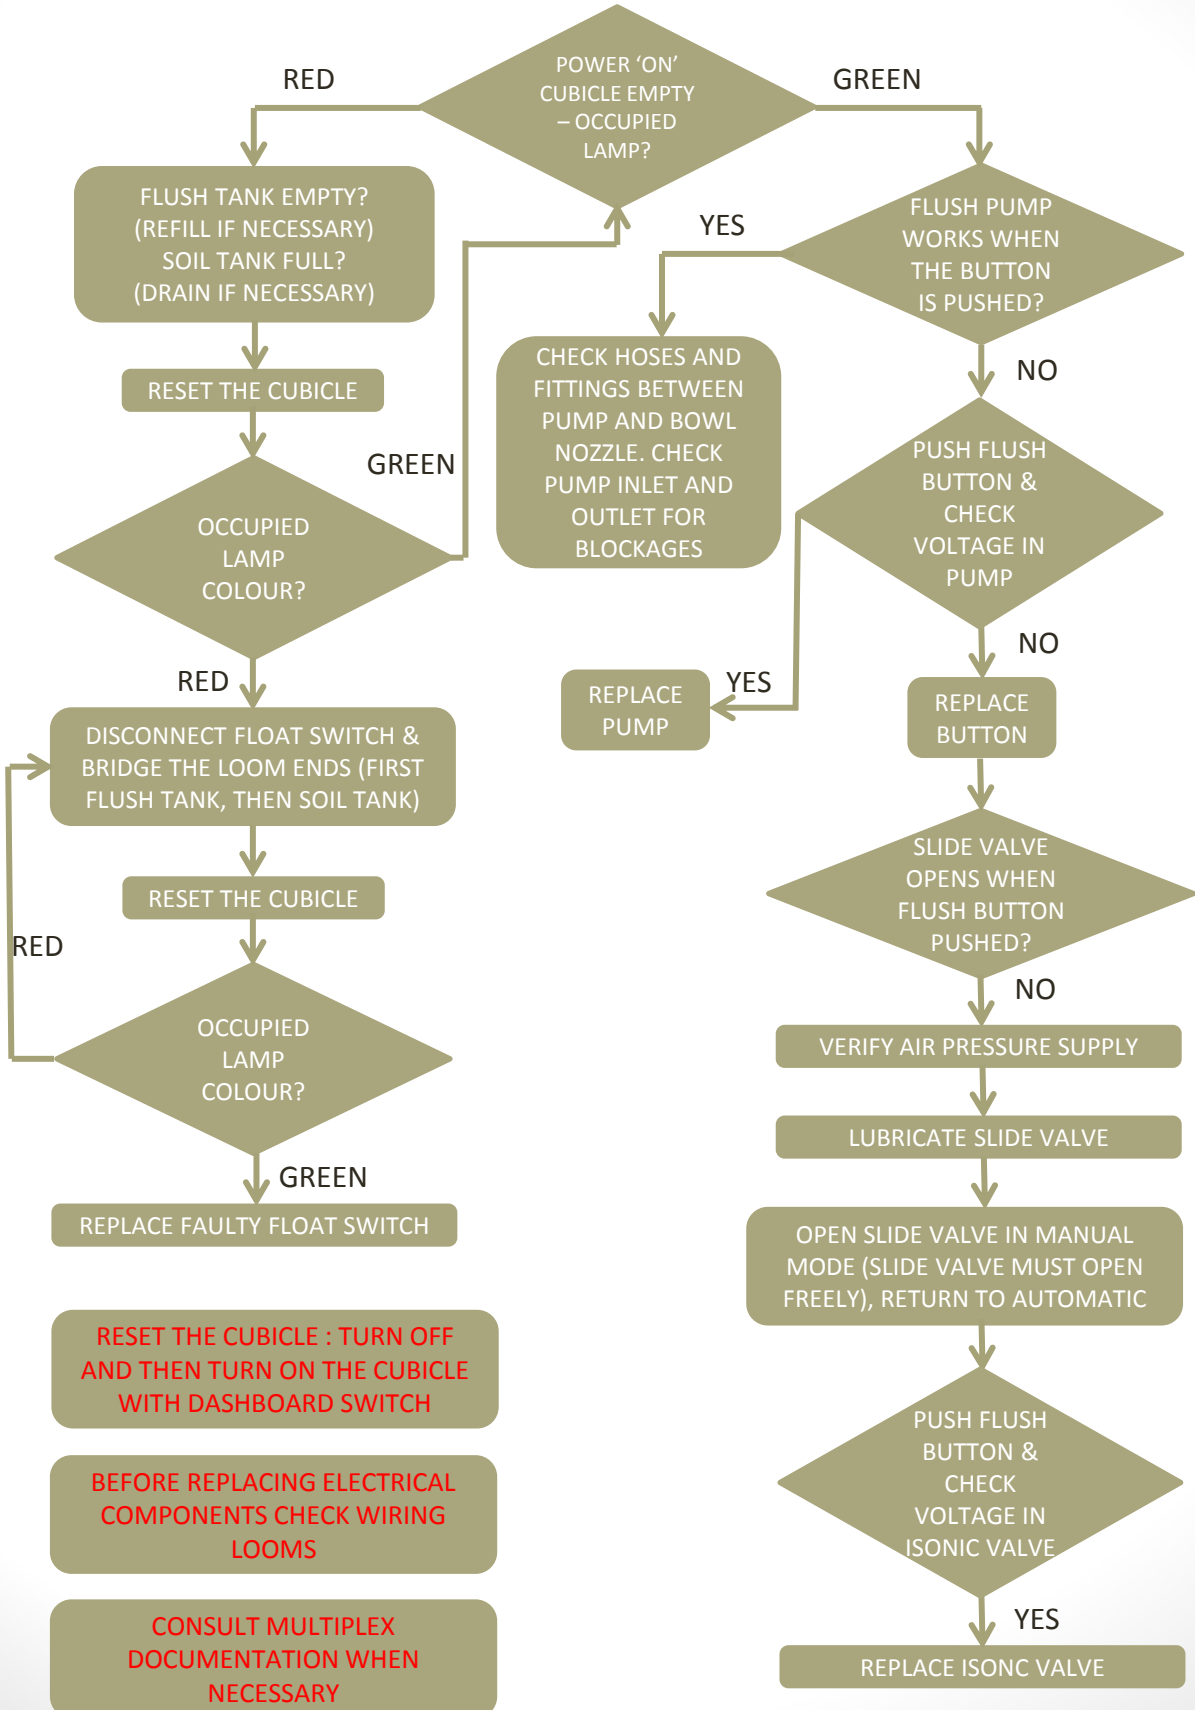 POWER ‘ON’
CUBICLE EMPTY
– OCCUPIED
LAMP?
RED
GREEN
FLUSH TANK EMPTY?
(REFILL IF NECESSARY)
SOIL TANK FULL?
(DRAIN IF NECESSARY)
RESET THE CUBICLE
OCCUPIED
LAMP
COLOUR?
GREEN
RED
DISCONNECT FLOAT SWITCH &
BRIDGE THE LOOM ENDS (FIRST
FLUSH TANK, THEN SOIL TANK)
RESET THE CUBICLE
RED
OCCUPIED
LAMP
COLOUR?
GREEN
REPLACE FAULTY FLOAT SWITCH
FLUSH PUMP
WORKS WHEN
THE BUTTON
IS PUSHED?
YES
CHECK HOSES AND
FITTINGS BETWEEN
PUMP AND BOWL
NOZZLE. CHECK
PUMP INLET AND
OUTLET FOR
BLOCKAGES
NO
PUSH FLUSH
BUTTON &
CHECK
VOLTAGE IN
PUMP
YES
REPLACE
PUMP
NO
REPLACE
BUTTON
SLIDE VALVE
OPENS WHEN
FLUSH BUTTON
PUSHED?
NO
VERIFY AIR PRESSURE SUPPLY
LUBRICATE SLIDE VALVE
OPEN SLIDE VALVE IN MANUAL
MODE (SLIDE VALVE MUST OPEN
FREELY), RETURN TO AUTOMATIC
PUSH FLUSH
BUTTON &
CHECK
VOLTAGE IN
ISONIC VALVE
YES
REPLACE ISONC VALVE
RESET THE CUBICLE : TURN OFF
AND THEN TURN ON THE CUBICLE
WITH DASHBOARD SWITCH
BEFORE REPLACING ELECTRICAL
COMPONENTS CHECK WIRING
LOOMS
CONSULT MULTIPLEX
DOCUMENTATION WHEN
NECESSARY